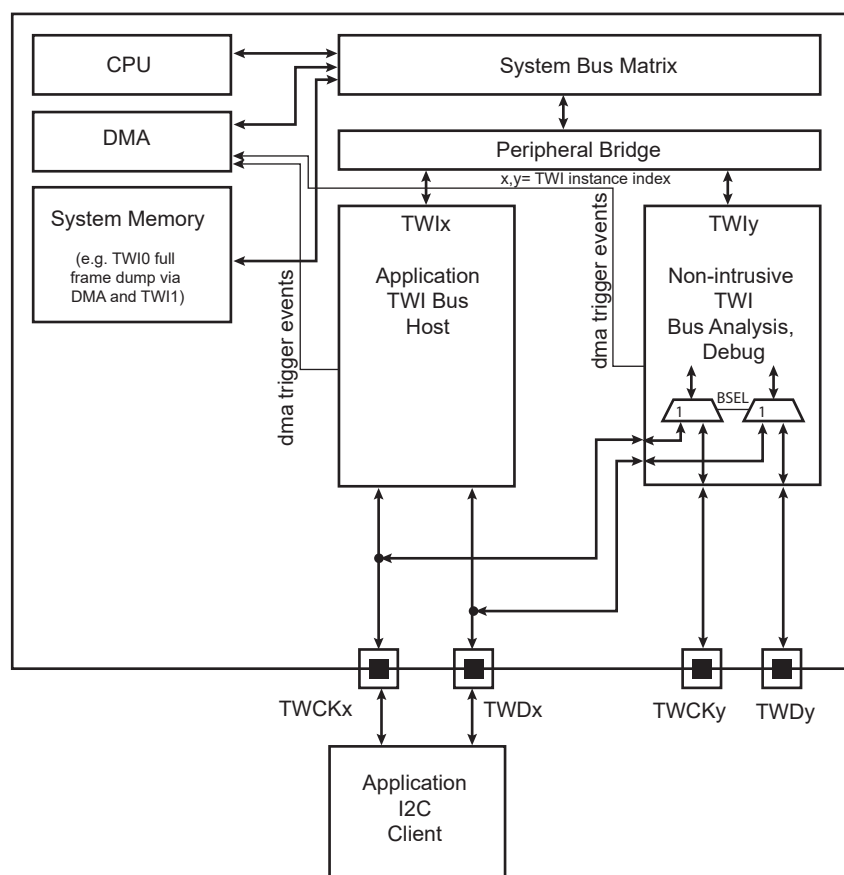 CPU
System Bus Matrix
DMA
Peripheral Bridge
x,y= TWI instance index
System Memory
(e.g. TWI0 full
frame dump via
DMA and TWI1)
dma trigger events
TWIx
Application
TWI Bus
Host
dma trigger events
TWIy
Non-intrusive
TWI
Bus Analysis,
Debug
BSEL
1
1
TWCKx
TWDx
TWCKy
TWDy
Application
I2C
Client